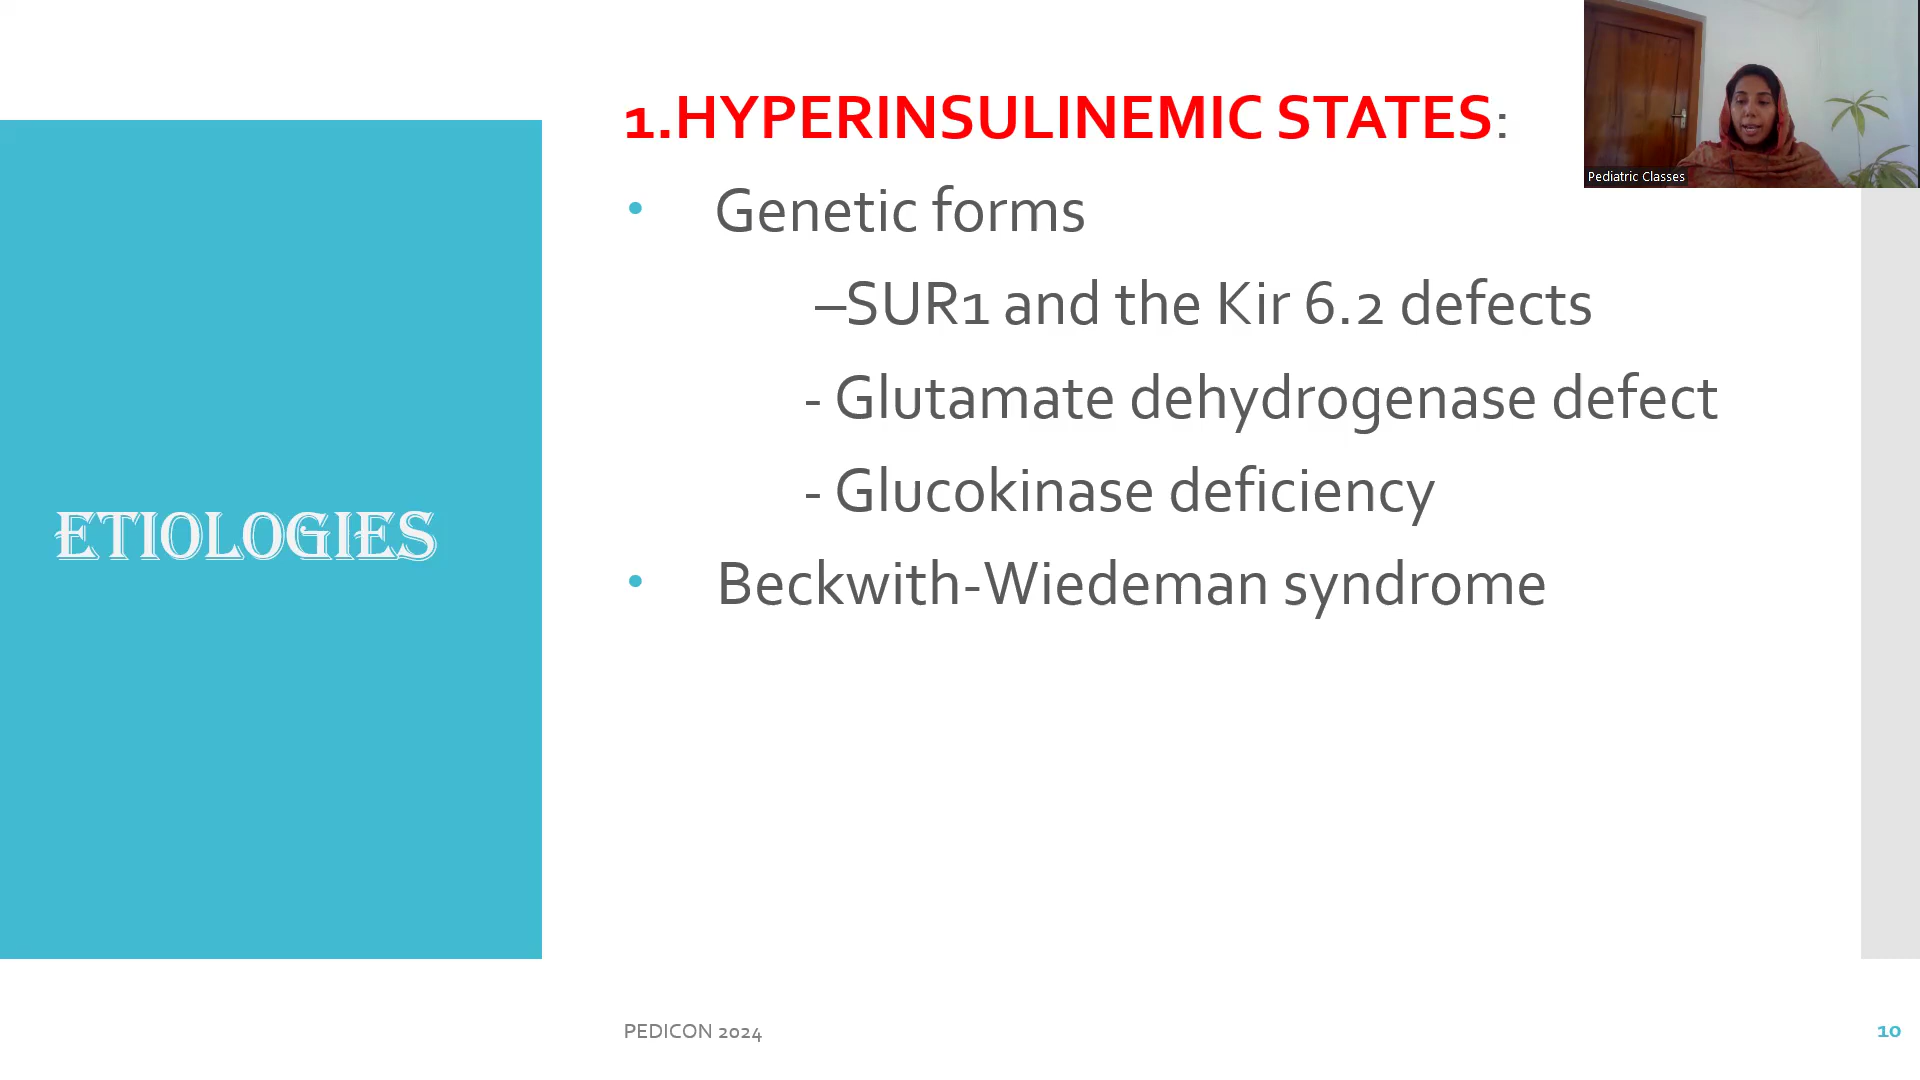 1.HYPERINSULINEMIC STATES:
• Genetic forms
–SUR1 and the Kir 6.2 defects
- Glutamate dehydrogenase defect
- Glucokinase deficiency
• Beckwith-Wiedeman syndrome
ETIOLOGIES
Pediatric Classes
PEDICON 2024
10